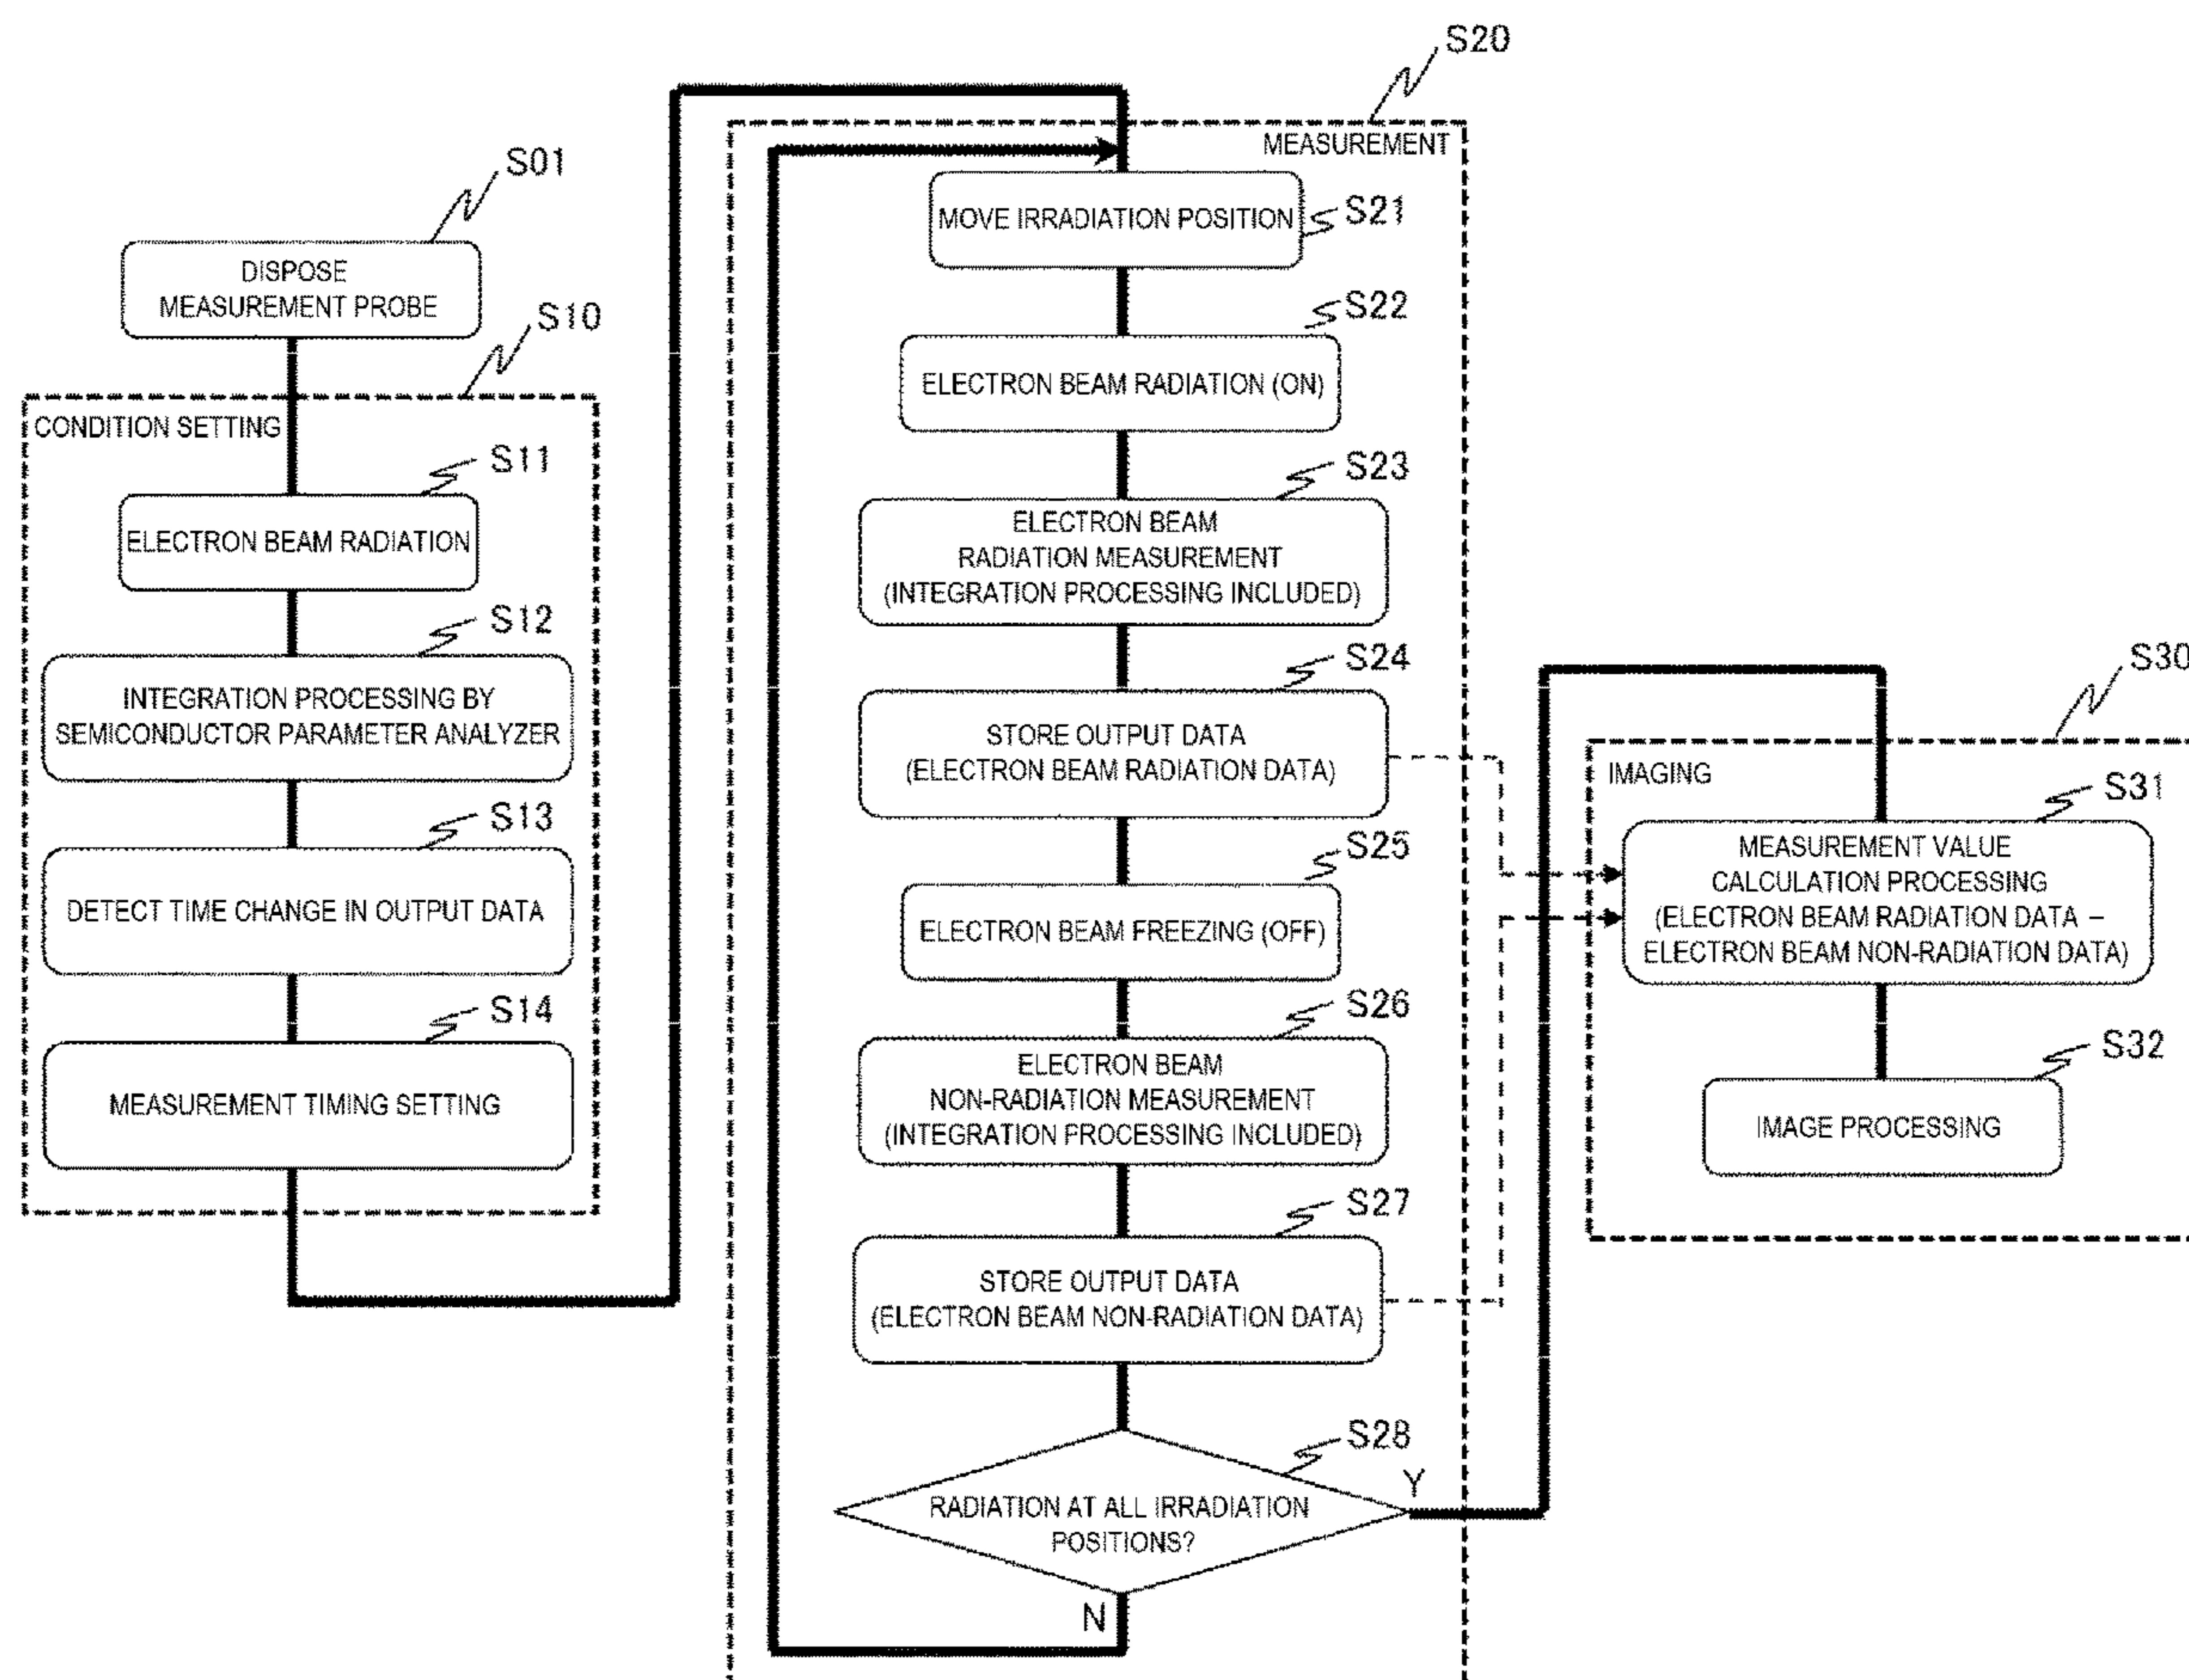 S01
DISPOSE
MEASUREMENT PROBE
S10
CONDITION SETTING
S11
ELECTRON BEAM RADIATION
S12
INTEGRATION PROCESSING BY
SEMICONDUCTOR PARAMETER ANALYZER
S13
DETECT TIME CHANGE IN OUTPUT DATA
S14
MEASUREMENT TIMING SETTING
S20
MEASUREMENT
MOVE IRRADIATION POSITION
S21
S22
ELECTRON BEAM RADIATION (ON)
S23
ELECTRON BEAM
RADIATION MEASUREMENT
(INTEGRATION PROCESSING INCLUDED)
S24
STORE OUTPUT DATA
(ELECTRON BEAM RADIATION DATA)
S25
ELECTRON BEAM FREEZING (OFF)
S26
ELECTRON BEAM
NON-RADIATION MEASUREMENT
(INTEGRATION PROCESSING INCLUDED)
S27
STORE OUTPUT DATA
(ELECTRON BEAM NON-RADIATION DATA)
S28
RADIATION AT ALL IRRADIATION
POSITIONS?
Y
N
S30
IMAGING
S31
MEASUREMENT VALUE
CALCULATION PROCESSING
(ELECTRON BEAM RADIATION DATA –
ELECTRON BEAM NON-RADIATION DATA)
S32
IMAGE PROCESSING